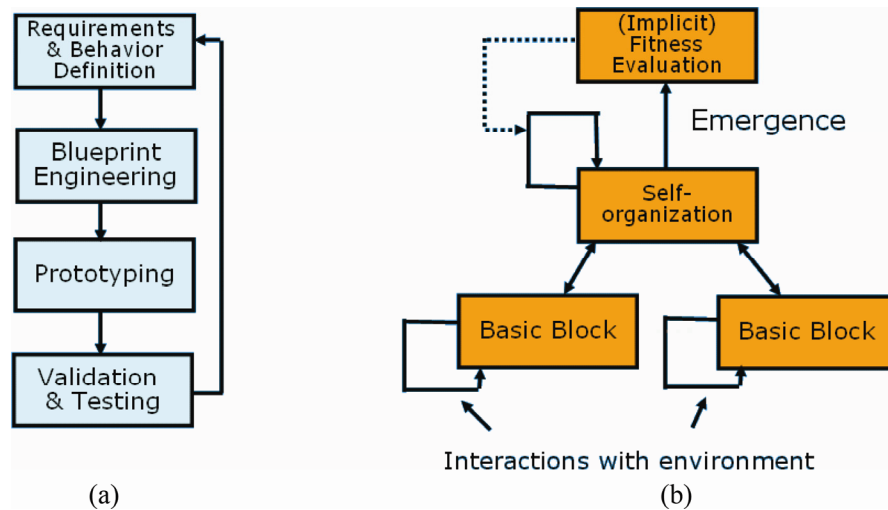 Requirements
& Behavior
Definition
Blueprint
Engineering
Prototyping
Validation
& Testing
(a)
(Implicit)
Fitness
Evaluation
Emergence
Self-
organization
Basic Block
Basic Block
Interactions with environment
(b)